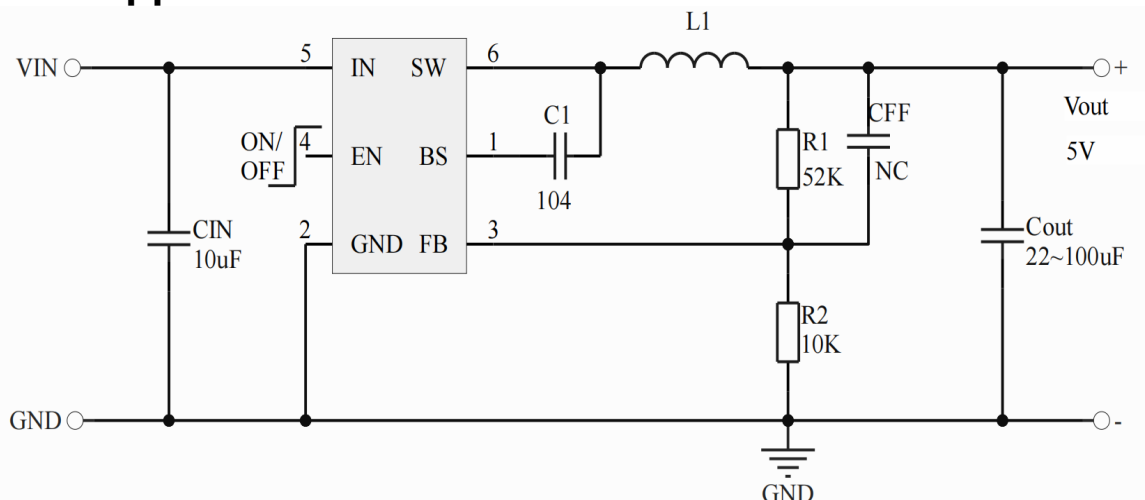 L1
VIN
5
IN
SW
6
C1
104
ON/
OFF
4
EN
BS
1
CFF
NC
R1
52K
Vout
5V
+
2
GND
FB
3
CIN
10uF
Cout
22~100uF
R2
10K
GND
-
GND